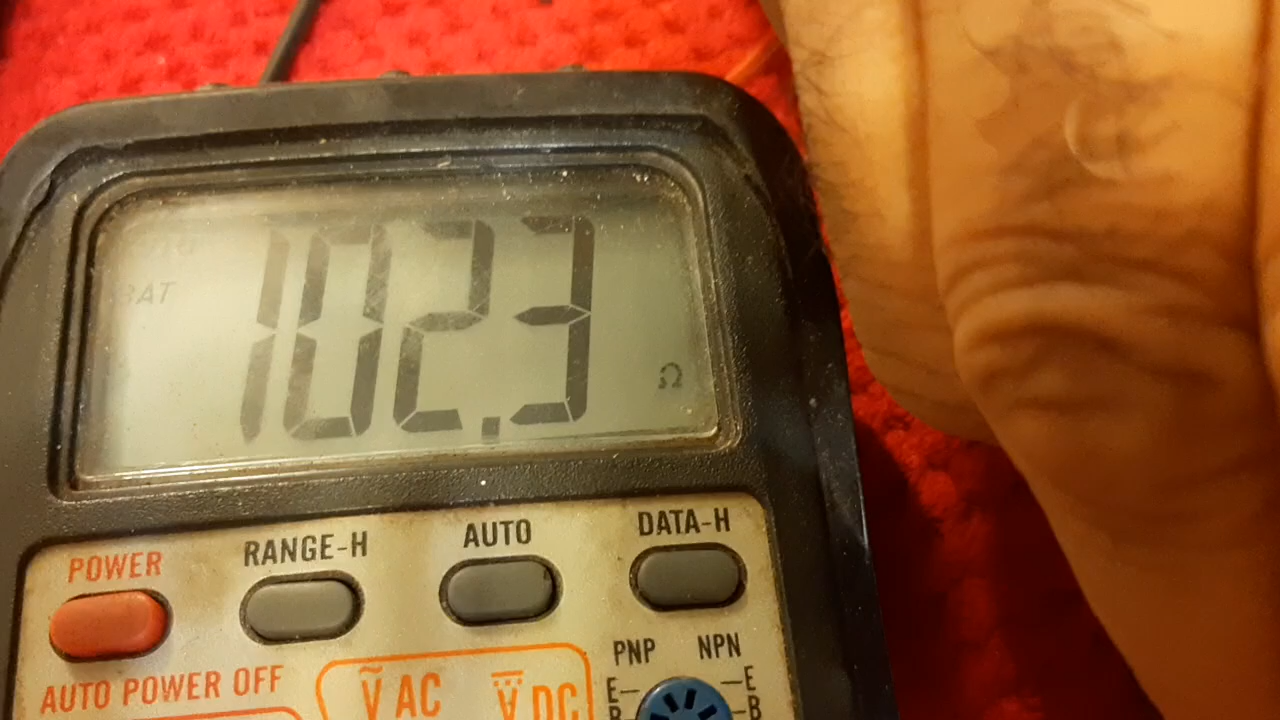 BAT
102.3 Ω
POWER RANGE-H AUTO DATA-H
PNP NPN
AUTO POWER OFF
V AC V DC
E E
B B